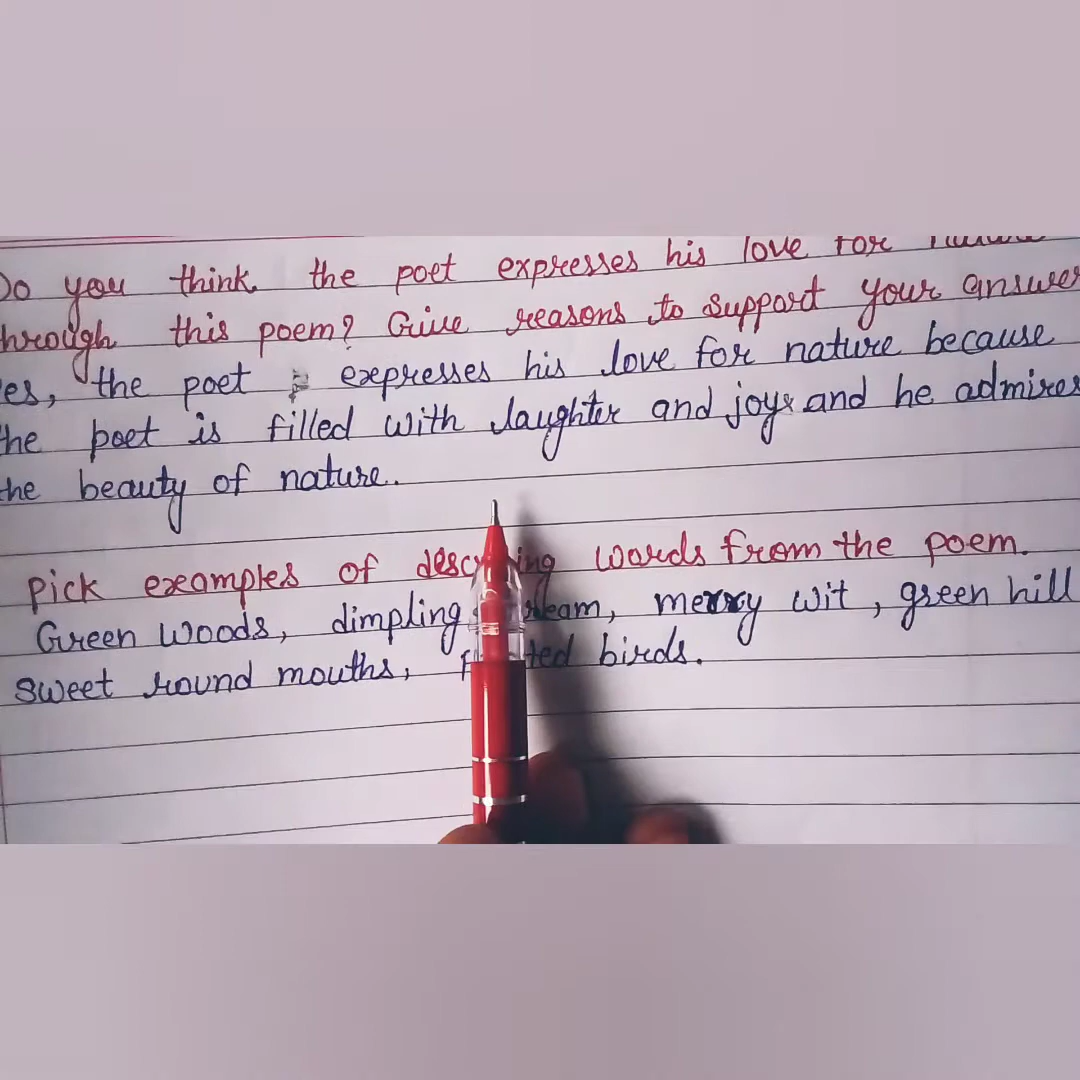 Do you think the poet expresses his love for nature
through this poem? Give reasons to support your answer
es, the poet expresses his love for nature because
the poet is filled with laughter and joy and he admires
the beauty of nature.
Pick examples of describing words from the poem.
Green woods, dimpling stream, merry wit, green hill
sweet round mouths, birds.